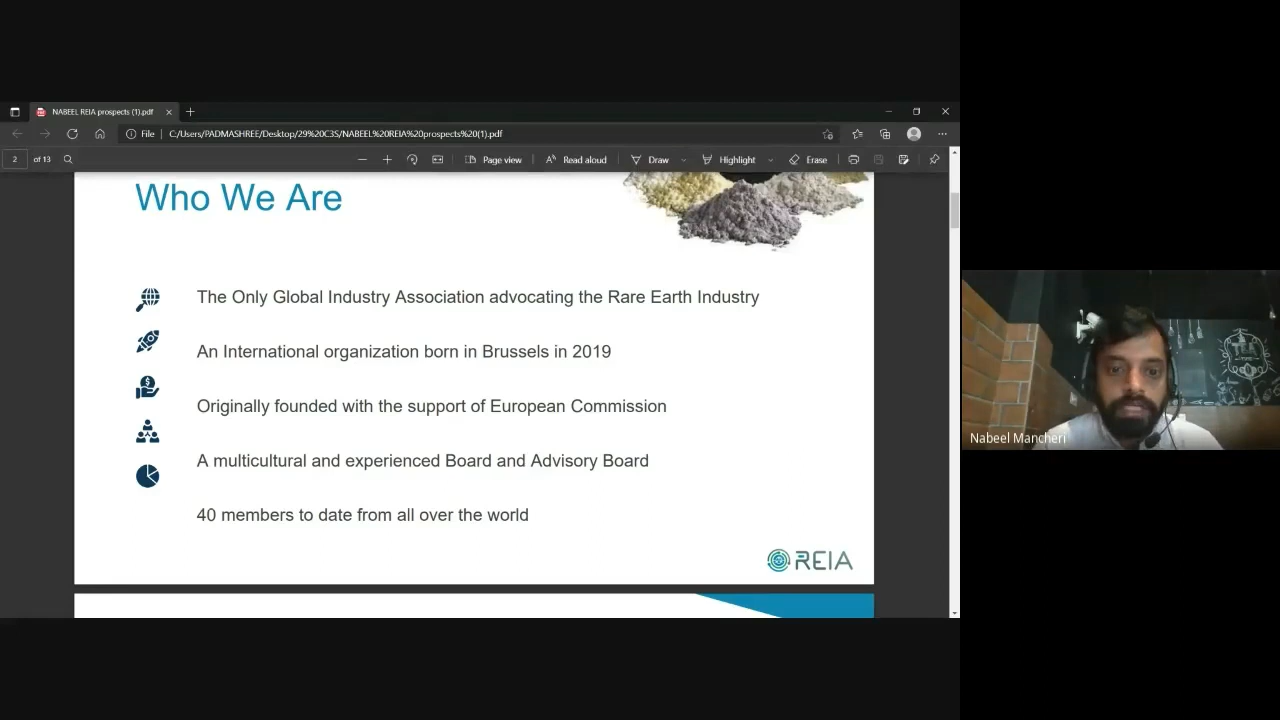 NABEEL REIA prospects (1).pdf
File
C:/Users/PADMASHREE/Desktop/29%20C3S/NABEEL%20REIA%20prospects%20(1).pdf
2 of 13
Page view
Read aloud
Draw
Highlight
Erase
Who We Are
The Only Global Industry Association advocating the Rare Earth Industry
An International organization born in Brussels in 2019
Originally founded with the support of European Commission
A multicultural and experienced Board and Advisory Board
40 members to date from all over the world
REIA
Nabeel Mancheri